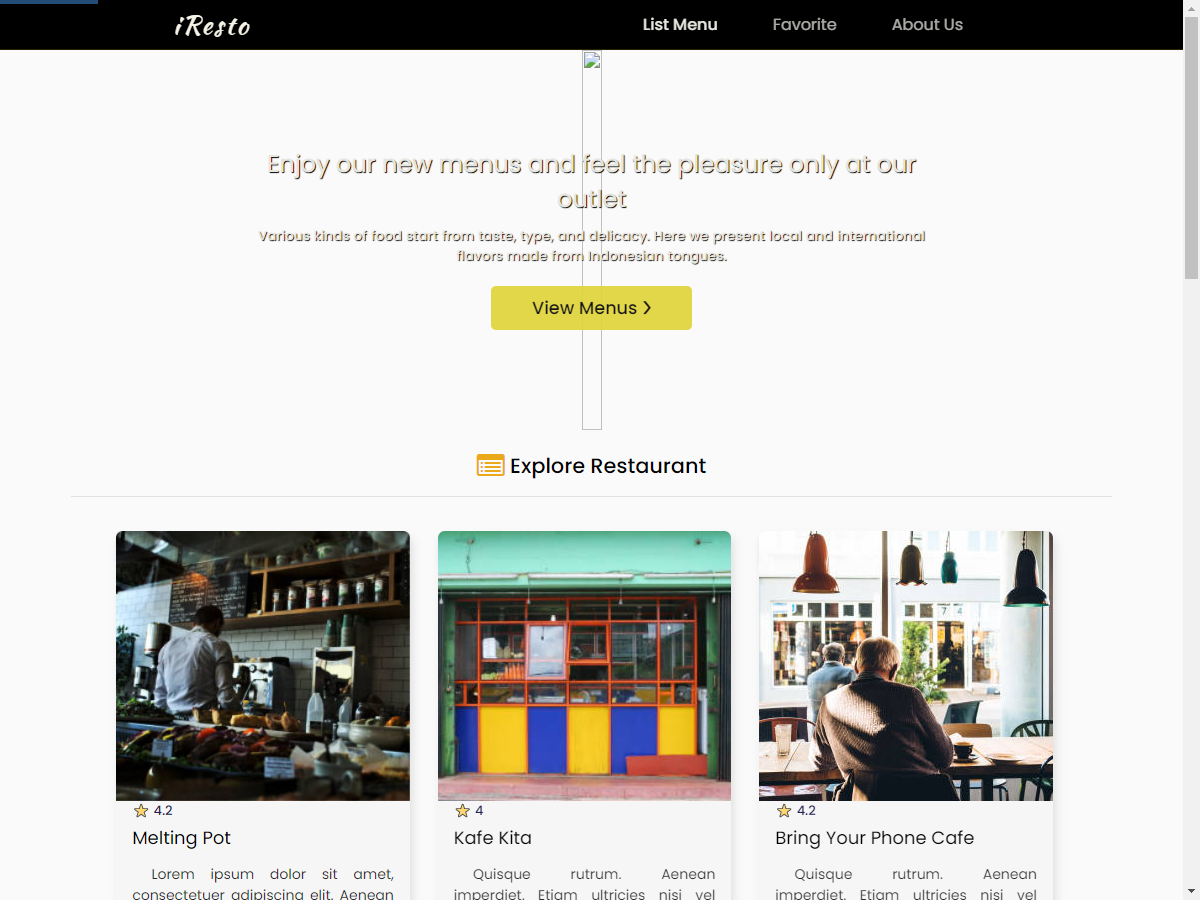 iResto
List Menu
Favorite
About Us
Enjoy our new menus and feel the pleasure only at our
outlet
Various kinds of food start from taste, type, and delicacy. Here we present local and international
flavors made from Indonesian tongues.
View Menus
Explore Restaurant
4.2
Melting Pot
Lorem ipsum dolor sit amet,
consectetuer adipiscing elit. Aenean
4
Kafe Kita
Quisque rutrum. Aenean
imperdiet. Etiam ultricies nisi vel
4.2
Bring Your Phone Cafe
Quisque rutrum. Aenean
imperdiet. Etiam ultricies nisi vel